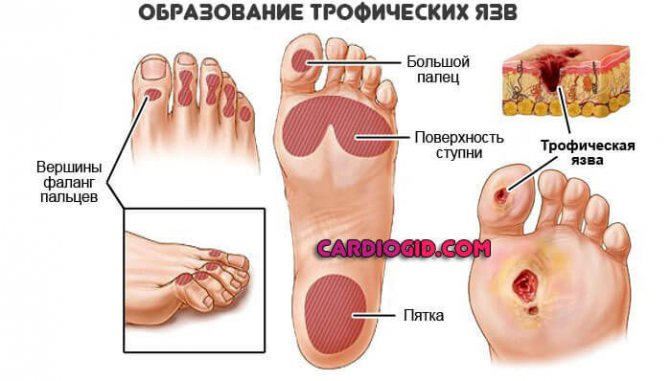 ОБРАЗОВАНИЕ ТРОФИЧЕСКИХ ЯЗВ
Большой
палец
Поверхность
ступни
Трофическая
язва
Вершины
фаланг
пальцев
CARDIOGID.COM
Пятка